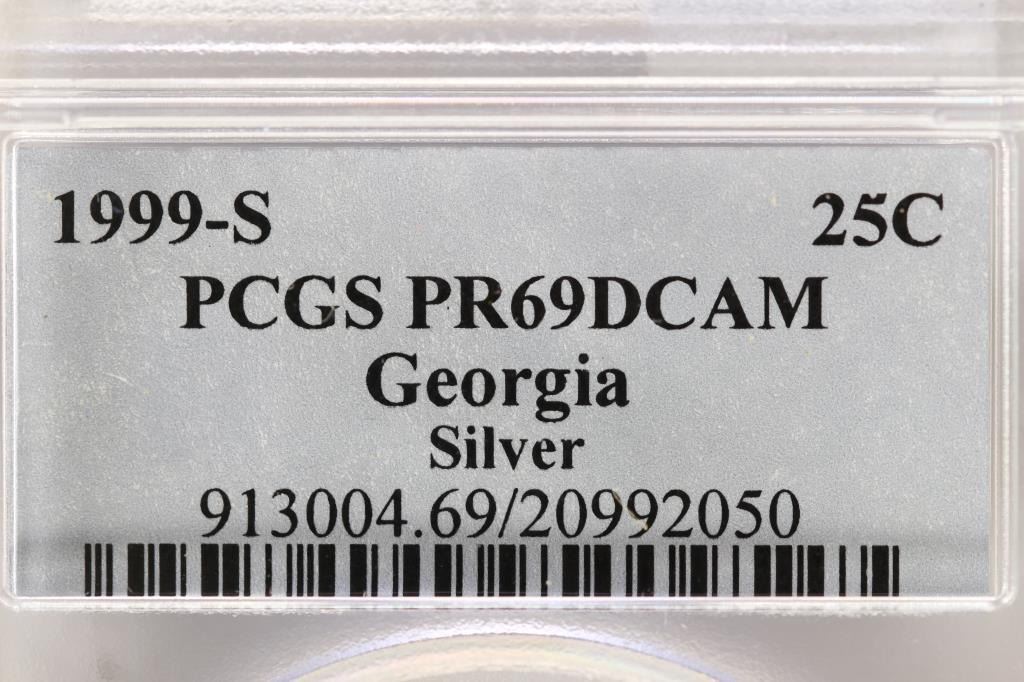 1999-S 25C
PCGS PR69DCAM
Georgia
Silver
913004.69/20992050